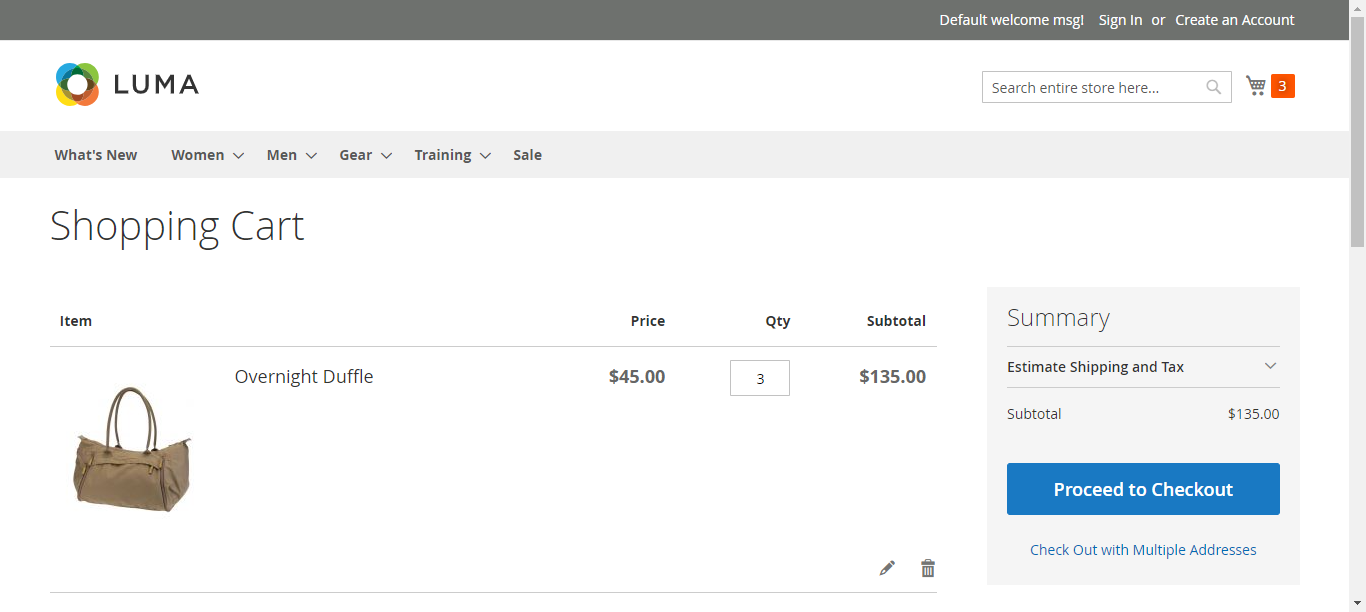 Default welcome msg! Sign In or Create an Account
LUMA
Search entire store here...
3
What's New Women Men Gear Training Sale
Shopping Cart
Item Price Qty Subtotal
Overnight Duffle $45.00 3 $135.00
Summary
Estimate Shipping and Tax
Subtotal $135.00
Proceed to Checkout
Check Out with Multiple Addresses